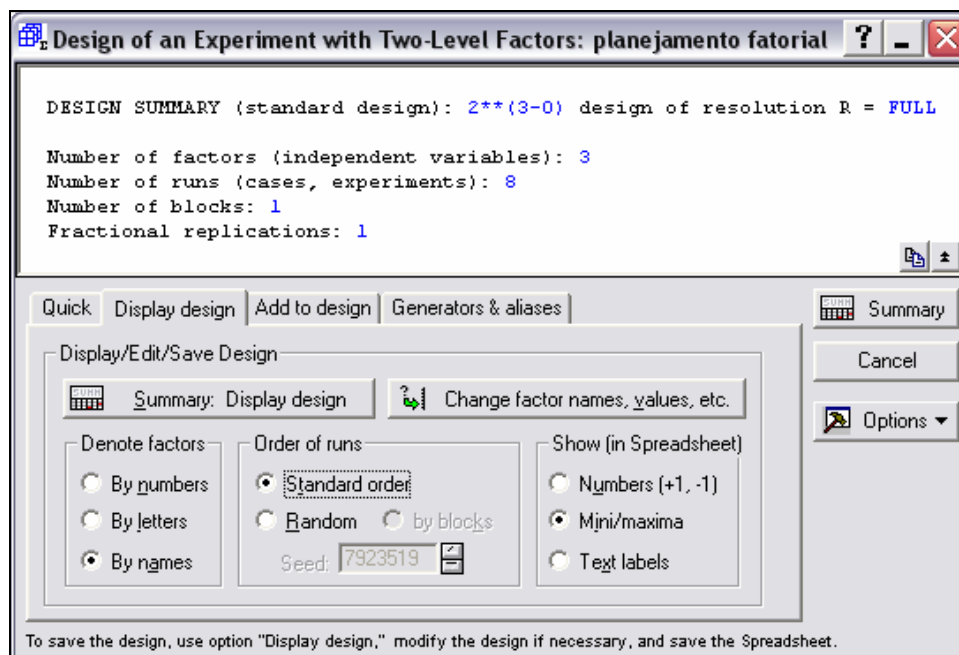 Design of an Experiment with Two-Level Factors: planejamento fatorial
DESIGN SUMMARY (standard design): 2**(3-0) design of resolution R = FULL
Number of factors (independent variables): 3
Number of runs (cases, experiments): 8
Number of blocks: 1
Fractional replications: 1
Quick Display design Add to design Generators & aliases
Summary
Cancel
Options
Display/Edit/Save Design
Summary: Display design Change factor names, values, etc.
Denote factors
By numbers
By letters
By names
Order of runs
Standard order
Random by blocks
Seed: 7923519
Show (in Spreadsheet)
Numbers (+1, -1)
Mini/maxima
Text labels
To save the design, use option "Display design," modify the design if necessary, and save the Spreadsheet.